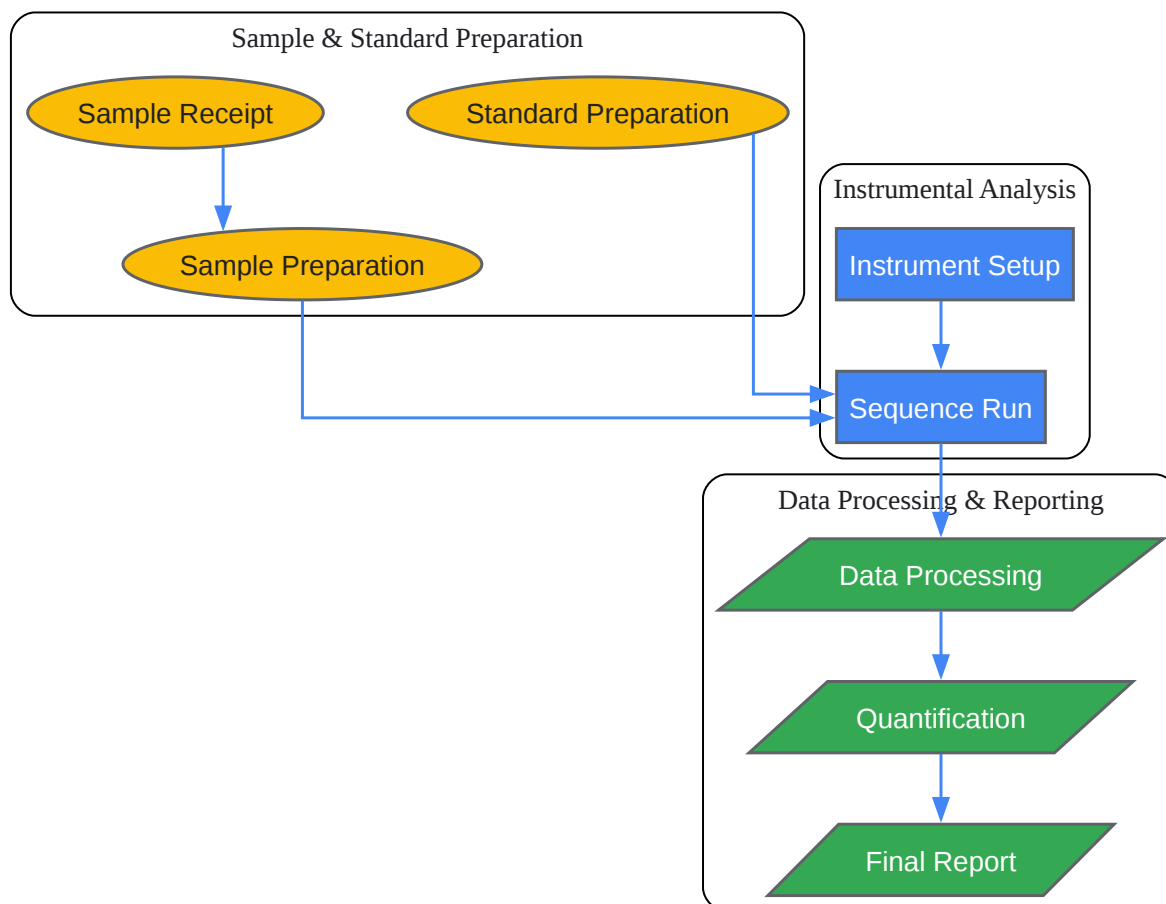 Sample & Standard Preparation
Sample Receipt
Standard Preparation
Sample Preparation
Instrumental Analysis
Instrument Setup
Sequence Run
Data Processing & Reporting
Data Processing
Quantification
Final Report